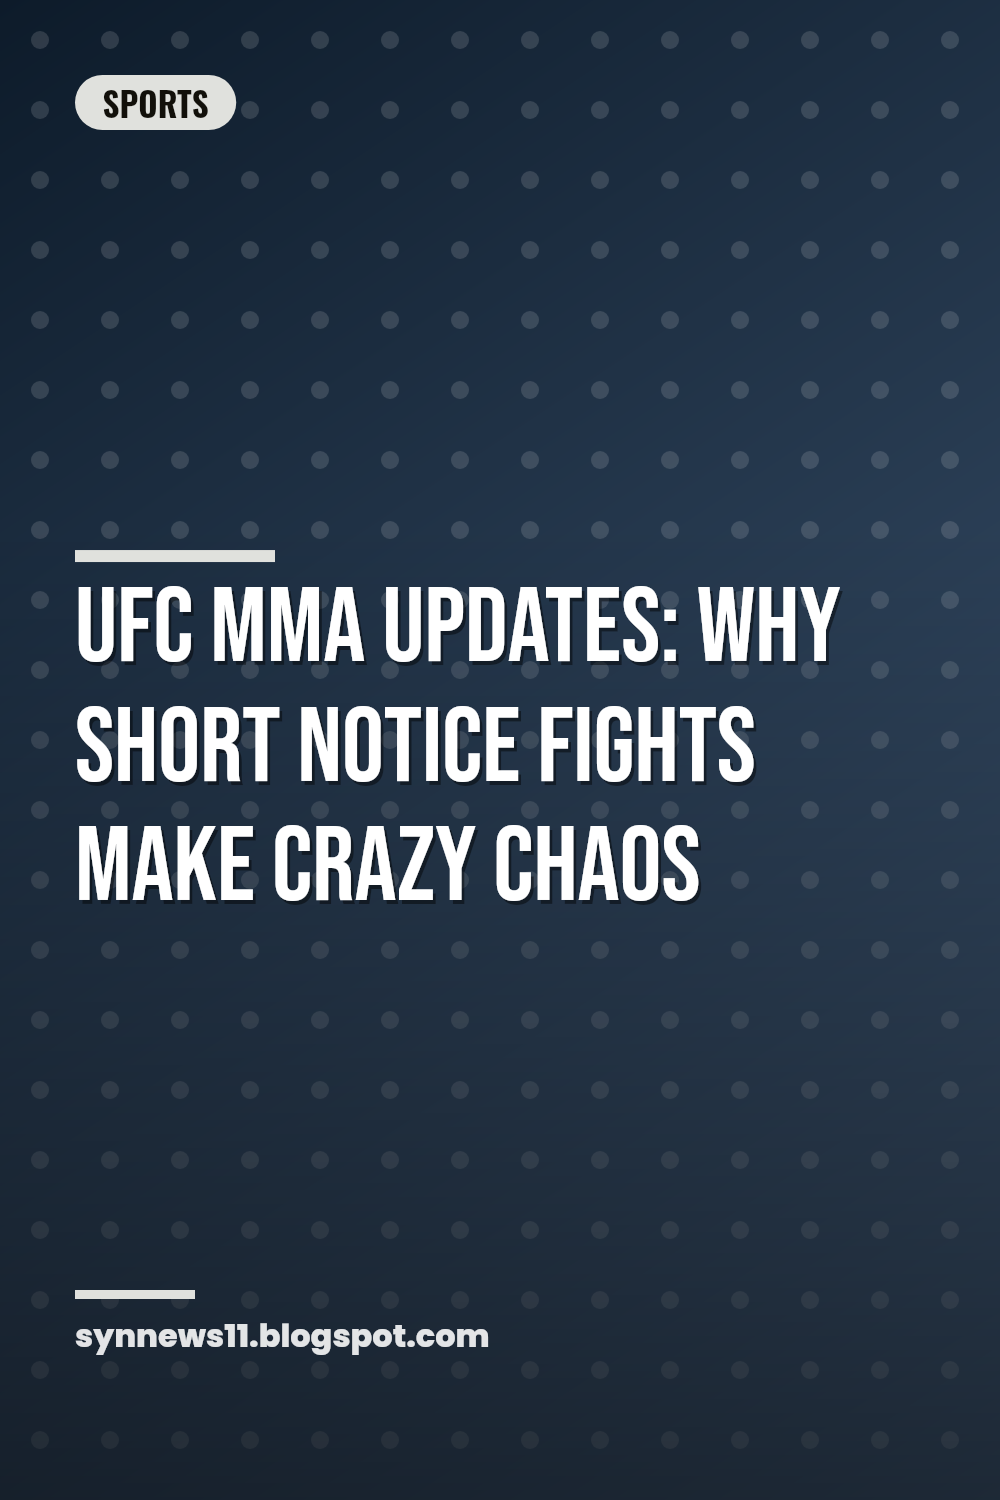 SPORTS
UFC MMA UPDATES: WHY
SHORT NOTICE FIGHTS
MAKE CRAZY CHAOS
synnews11.blogspot.com